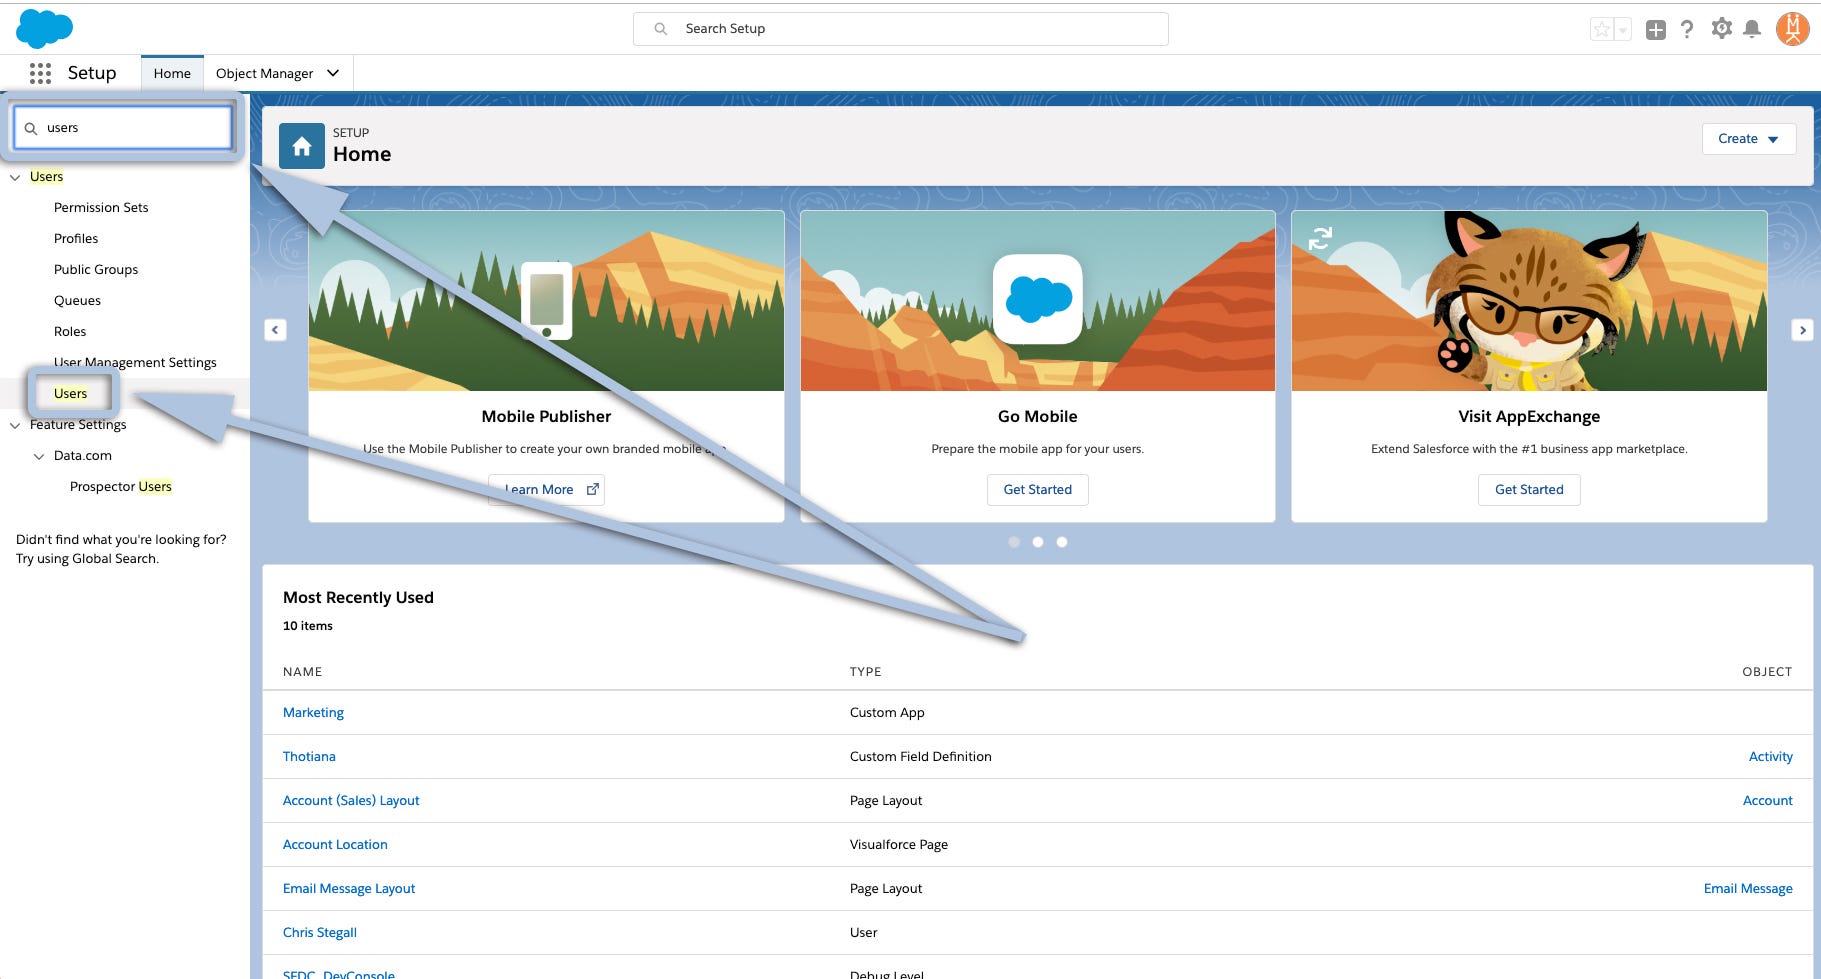 Search Setup
Setup
Home
Object Manager
users
Users
Permission Sets
Profiles
Public Groups
Queues
Roles
User Management Settings
Users
Feature Settings
Data.com
Prospector Users
Didn't find what you're looking for?
Try using Global Search.
SETUP
Home
Create
Mobile Publisher
Use the Mobile Publisher to create your own branded mobile app.
Learn More
Go Mobile
Prepare the mobile app for your users.
Get Started
Visit AppExchange
Extend Salesforce with the #1 business app marketplace.
Get Started
Most Recently Used
10 items
NAME TYPE OBJECT
Marketing Custom App
Thotiana Custom Field Definition Activity
Account (Sales) Layout Page Layout Account
Account Location Visualforce Page
Email Message Layout Page Layout Email Message
Chris Stegall User
SFDC_DevConsole Debug Level